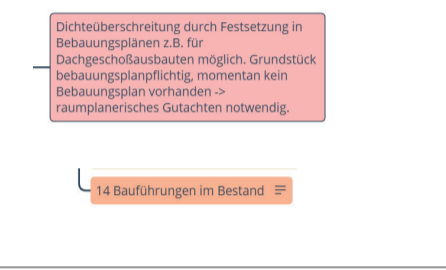 Dichteüberschreitung durch Festsetzung in
Bebauungsplänen z.B. für
Dachgeschoßausbauten möglich. Grundstück
bebauungsplanpflichtig, momentan kein
Bebauungsplan vorhanden ->
raumplanerisches Gutachten notwendig.
14 Bauführungen im Bestand